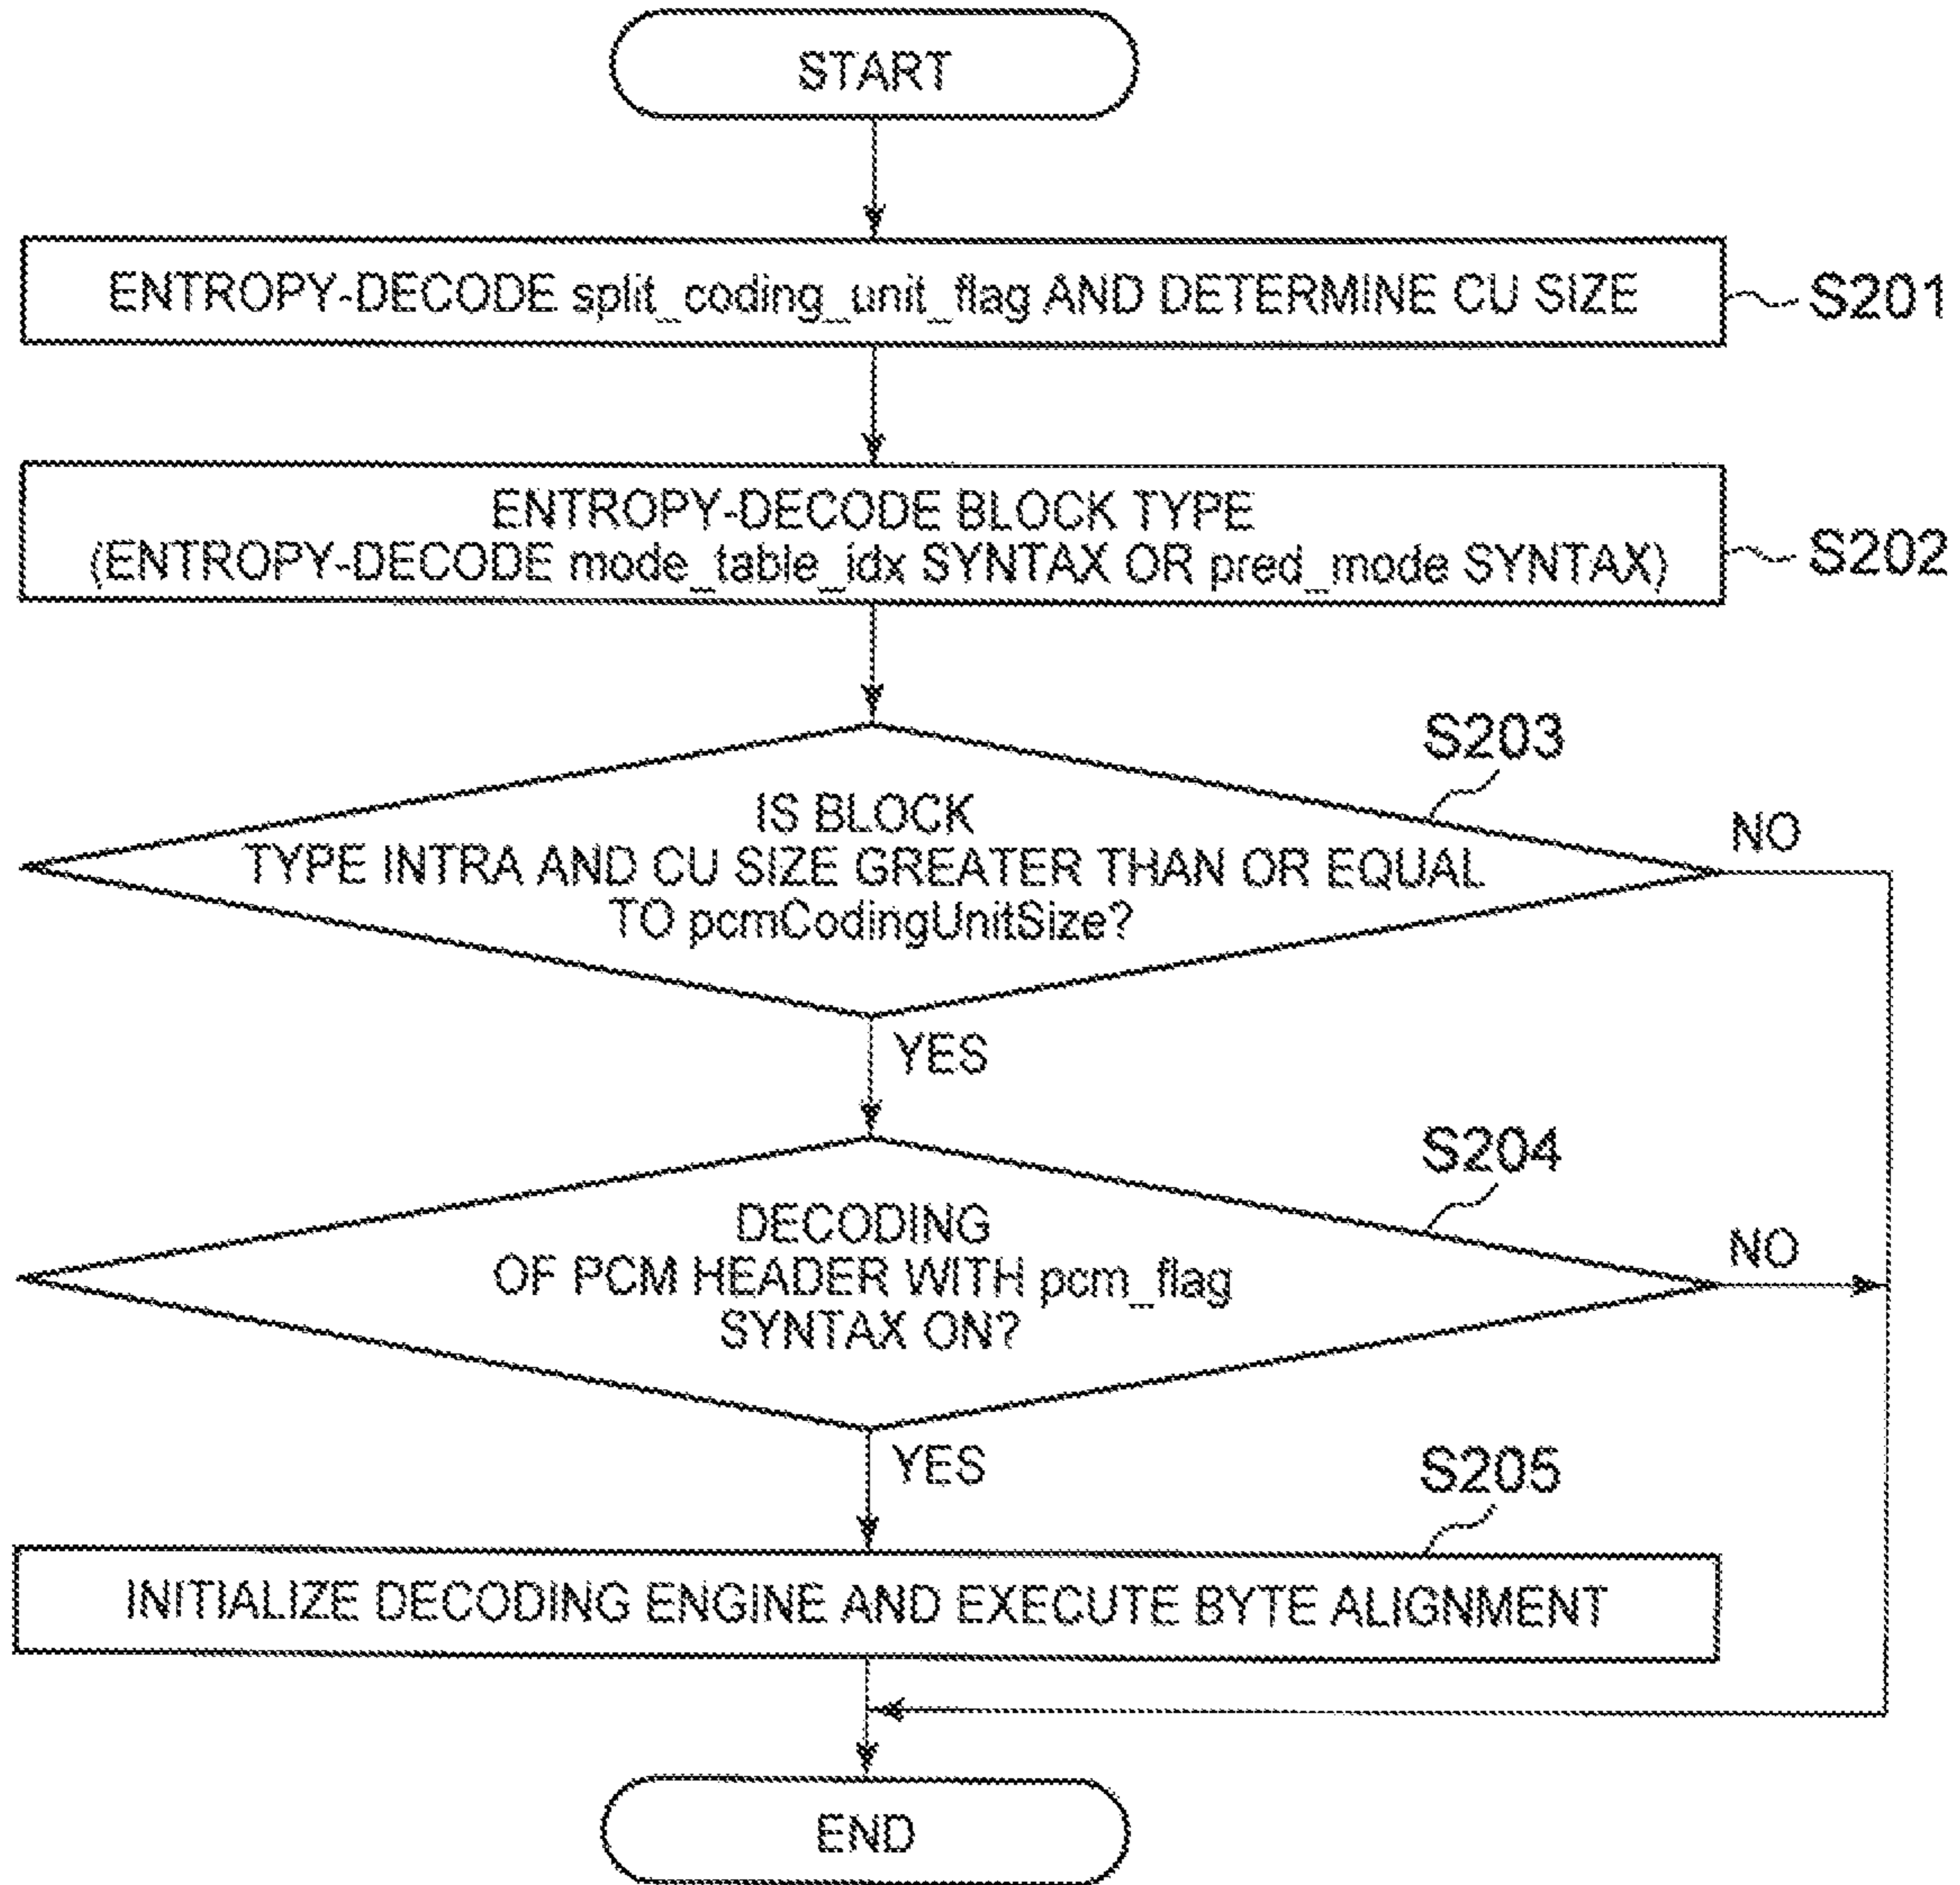 START
ENTROPY-DECODE split_coding_unit_flag AND DETERMINE CU SIZE
S201
ENTROPY-DECODE BLOCK TYPE
(ENTROPY-DECODE mode_table_idx SYNTAX OR pred_mode SYNTAX)
S202
S203
IS BLOCK
TYPE INTRA AND CU SIZE GREATER THAN OR EQUAL
TO pcmCodingUnitSize?
NO
YES
S204
DECODING
OF PCM HEADER WITH pcm_flag
SYNTAX ON?
NO
YES
S205
INITIALIZE DECODING ENGINE AND EXECUTE BYTE ALIGNMENT
END